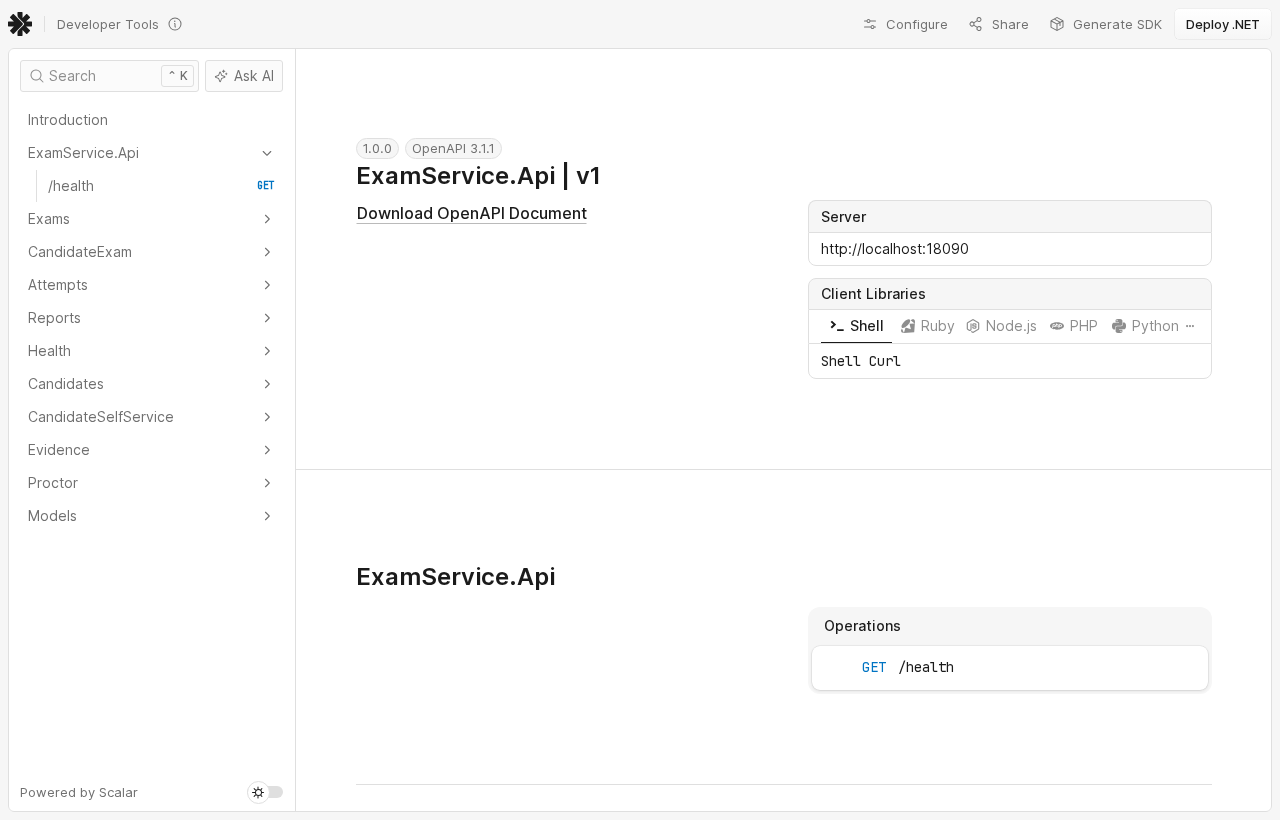 Developer Tools
Configure
Share
Generate SDK
Deploy .NET
Search
⌃ K
Ask AI
Introduction
ExamService.Api
/health GET
Exams
CandidateExam
Attempts
Reports
Health
Candidates
CandidateSelfService
Evidence
Proctor
Models
Powered by Scalar
1.0.0 OpenAPI 3.1.1
ExamService.Api | v1
Download OpenAPI Document
Server
http://localhost:18090
Client Libraries
Shell Ruby Node.js PHP Python ···
Shell Curl
ExamService.Api
Operations
GET /health